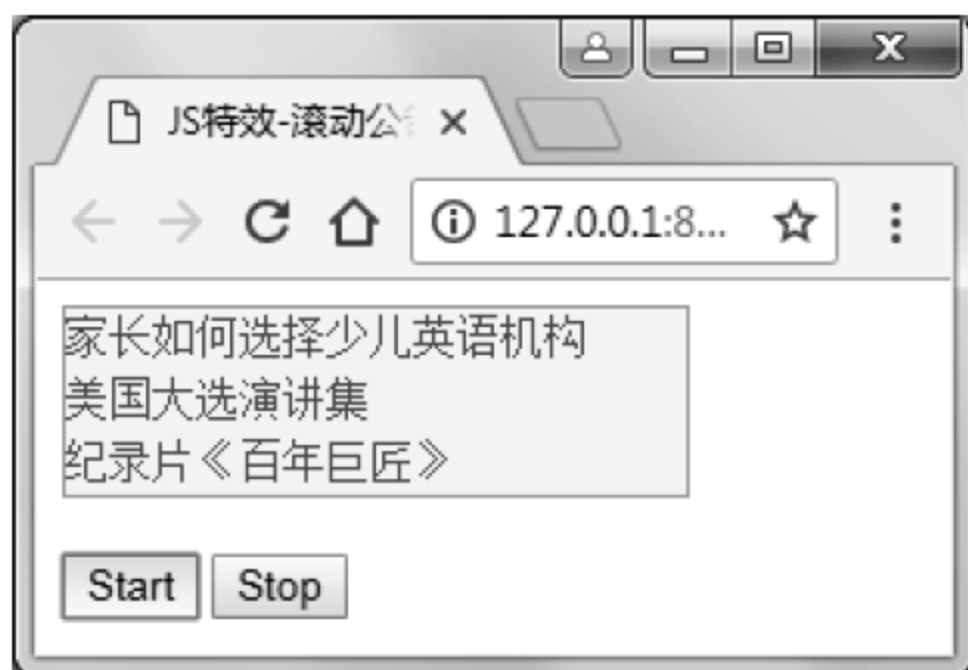 JS特效-滚动公
127.0.0.1:8...
家长如何选择少儿英语机构
美国大选演讲集
纪录片《百年巨匠》
Start Stop